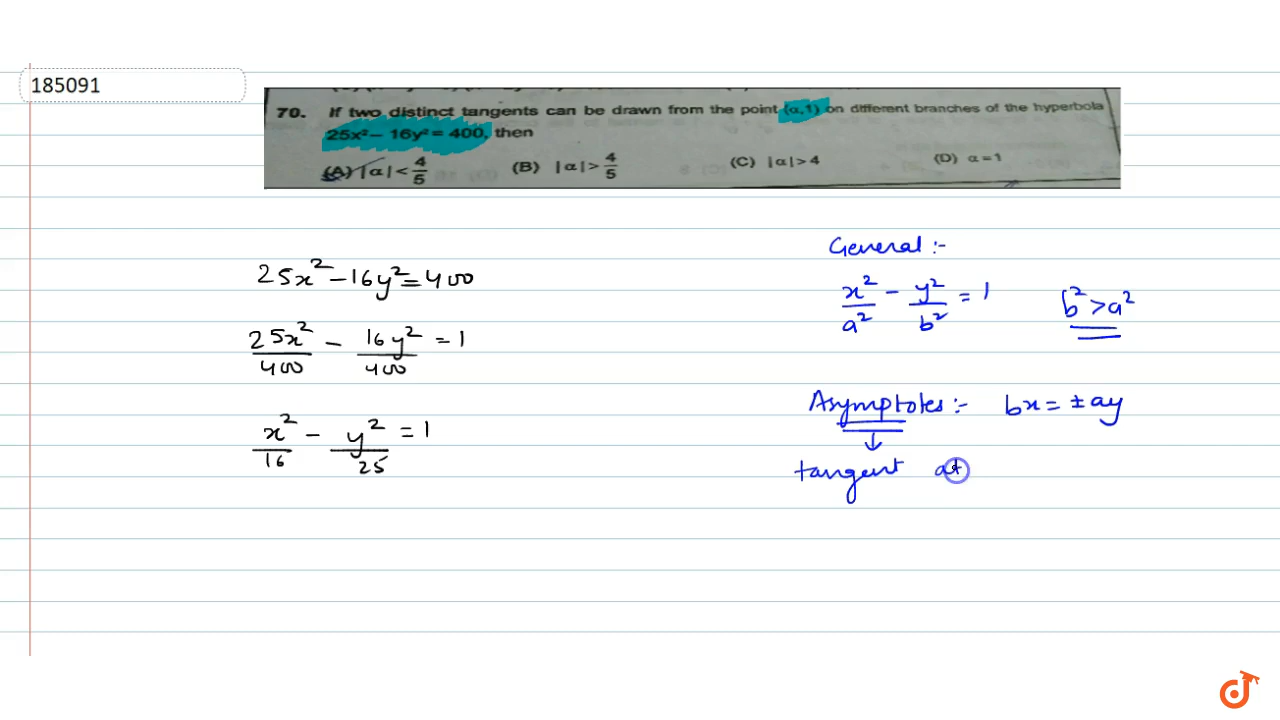 185091
70. If two distinct tangents can be drawn from the point (α, 1) on different branches of the hyperbola
25x² – 16y² = 400, then
(A) |α| < 4/5 (B) |α| > 4/5 (C) |α| > 4 (D) α = 1
General :-
25x² – 16y² = 400
x²/a² – y²/b² = 1 b² > a²
25x²/400 – 16y²/400 = 1
Asymptotes :- bx = ± ay
x²/16 – y²/25 = 1
↓
tangent at